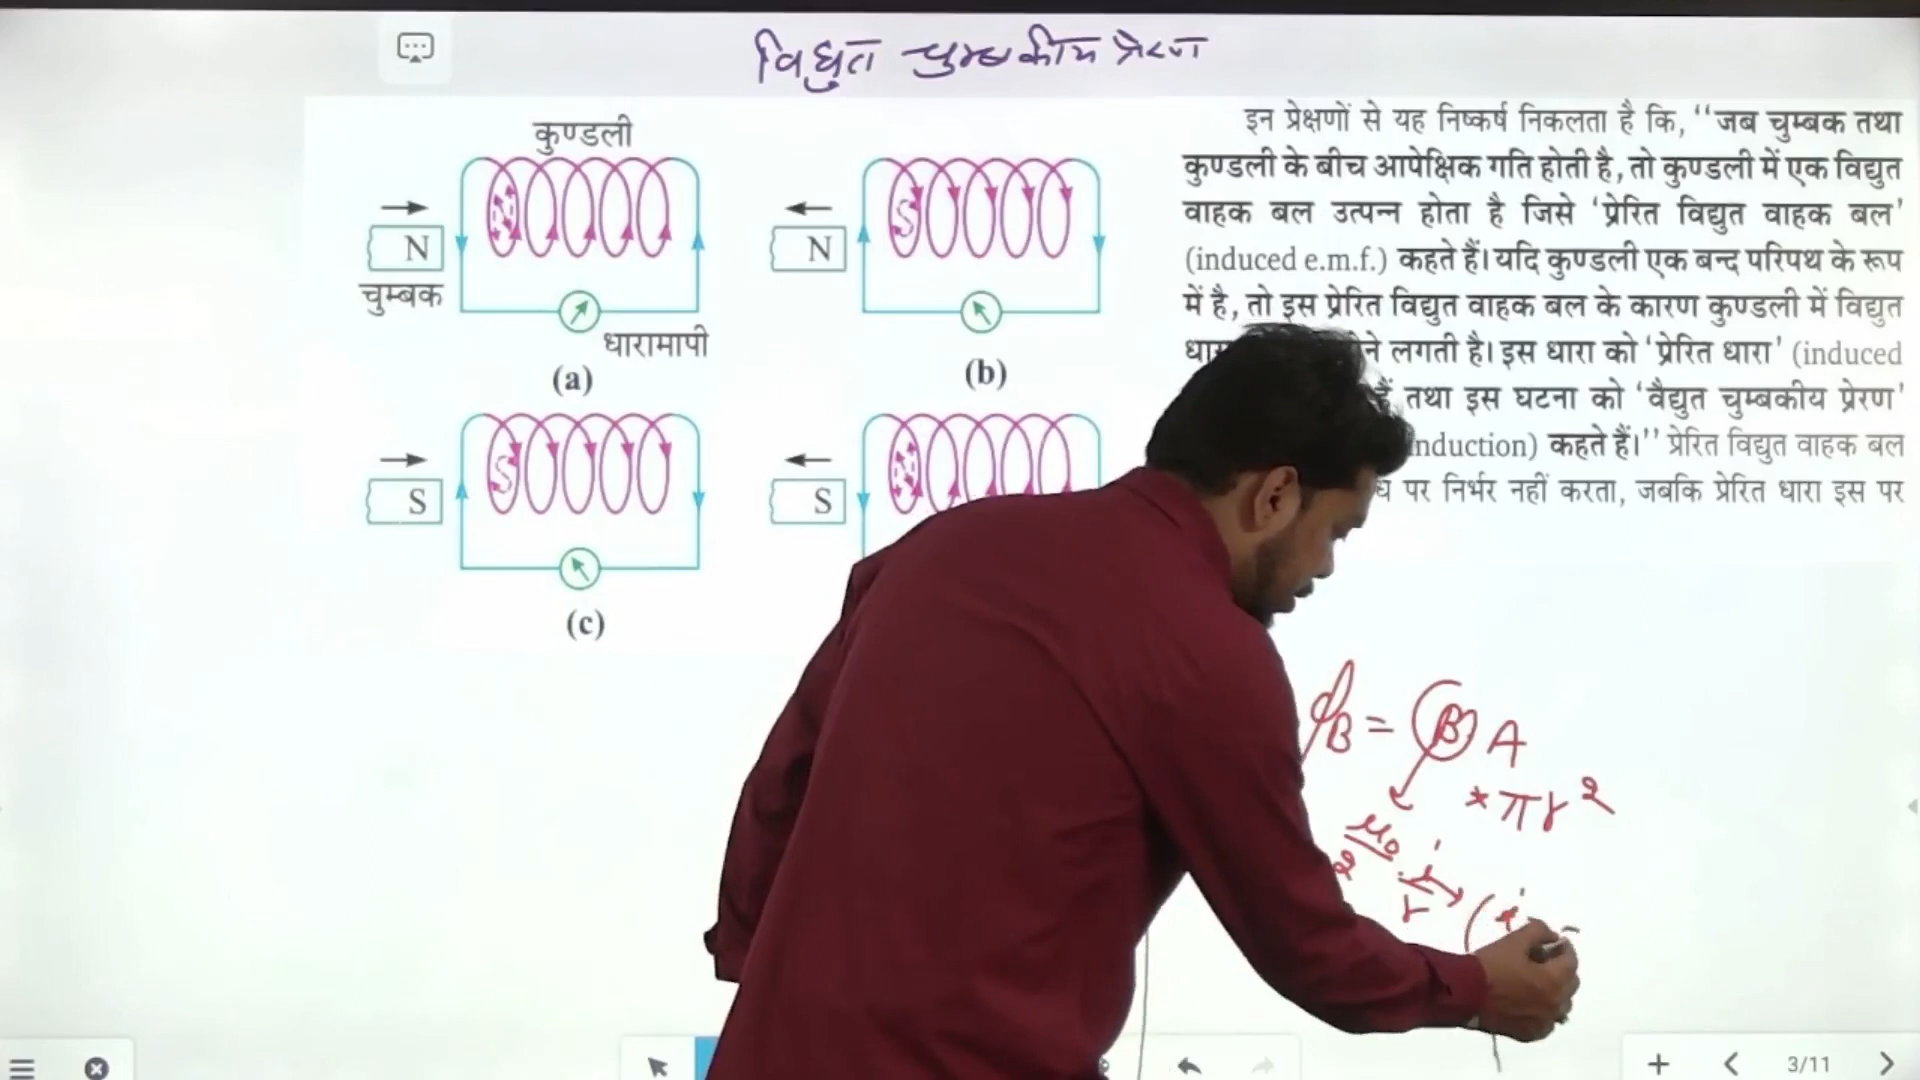 विधुत चुम्बकीय प्रेरण
कुण्डली
N
N
चुम्बक
धारामापी
(a)
N
S
(b)
S
S
(c)
S
N
इन प्रेक्षणों से यह निष्कर्ष निकलता है कि, ‘‘जब चुम्बक तथा
कुण्डली के बीच आपेक्षिक गति होती है, तो कुण्डली में एक विद्युत
वाहक बल उत्पन्न होता है जिसे ‘प्रेरित विद्युत वाहक बल’
(induced e.m.f.) कहते हैं। यदि कुण्डली एक बन्द परिपथ के रूप
में है, तो इस प्रेरित विद्युत वाहक बल के कारण कुण्डली में विद्युत
लगती है। इस धारा को ‘प्रेरित धारा’ (induced
तथा इस घटना को ‘वैद्युत चुम्बकीय प्रेरण’
nduction) कहते हैं।’’ प्रेरित विद्युत वाहक बल
पर निर्भर नहीं करता, जबकि प्रेरित धारा इस पर
ϕB = (B) A
* πr²
μ₀/2 . i/r → (i
3/11